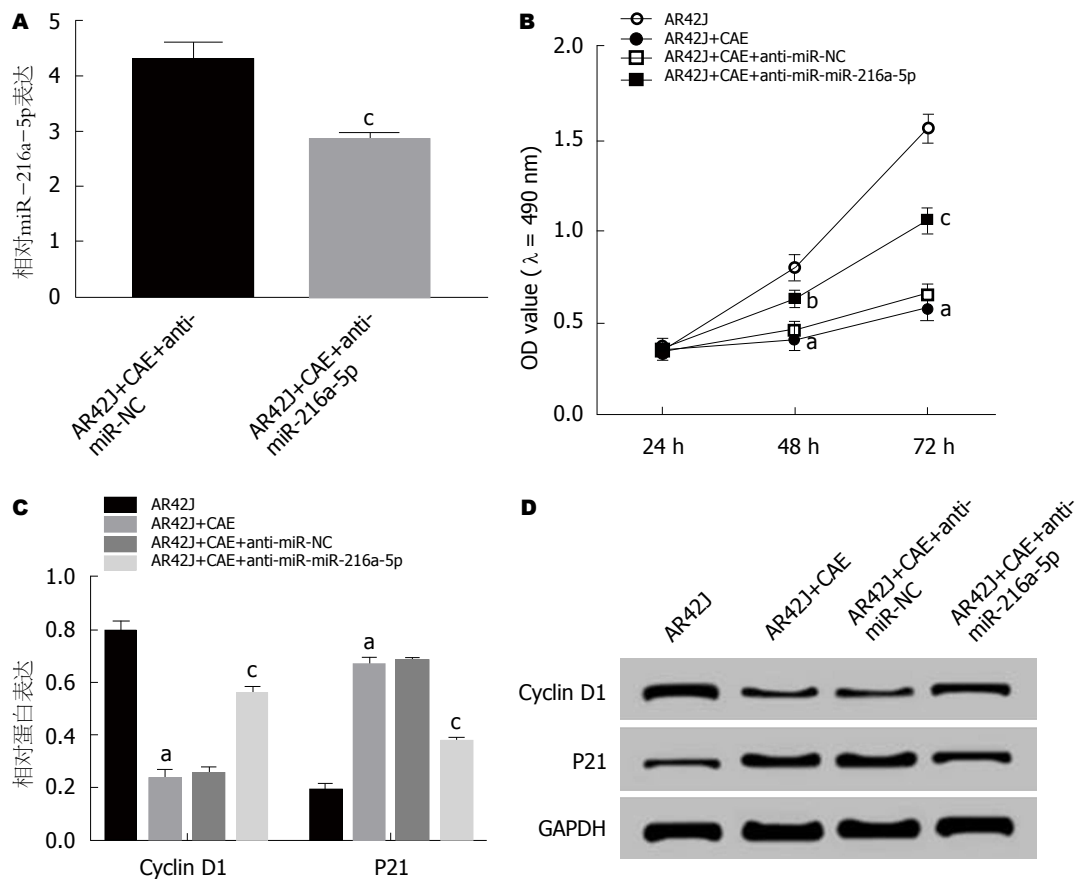 A
相对miR-216a-5p表达
5
4
3
2
1
0
c
AR42J+CAE+anti-
miR-NC
AR42J+CAE+anti-
miR-216a-5p
B
AR42J
AR42J+CAE
AR42J+CAE+anti-miR-NC
AR42J+CAE+anti-miR-miR-216a-5p
OD value ( λ = 490 nm)
2.0
1.5
1.0
0.5
0.0
c
b
a
a
24 h
48 h
72 h
C
AR42J
AR42J+CAE
AR42J+CAE+anti-miR-NC
AR42J+CAE+anti-miR-miR-216a-5p
相对蛋白表达
1.0
0.8
0.6
0.4
0.2
0.0
a
c
a
c
Cyclin D1
P21
D
AR42J
AR42J+CAE
AR42J+CAE+anti-
miR-NC
AR42J+CAE+anti-
miR-216a-5p
Cyclin D1
P21
GAPDH